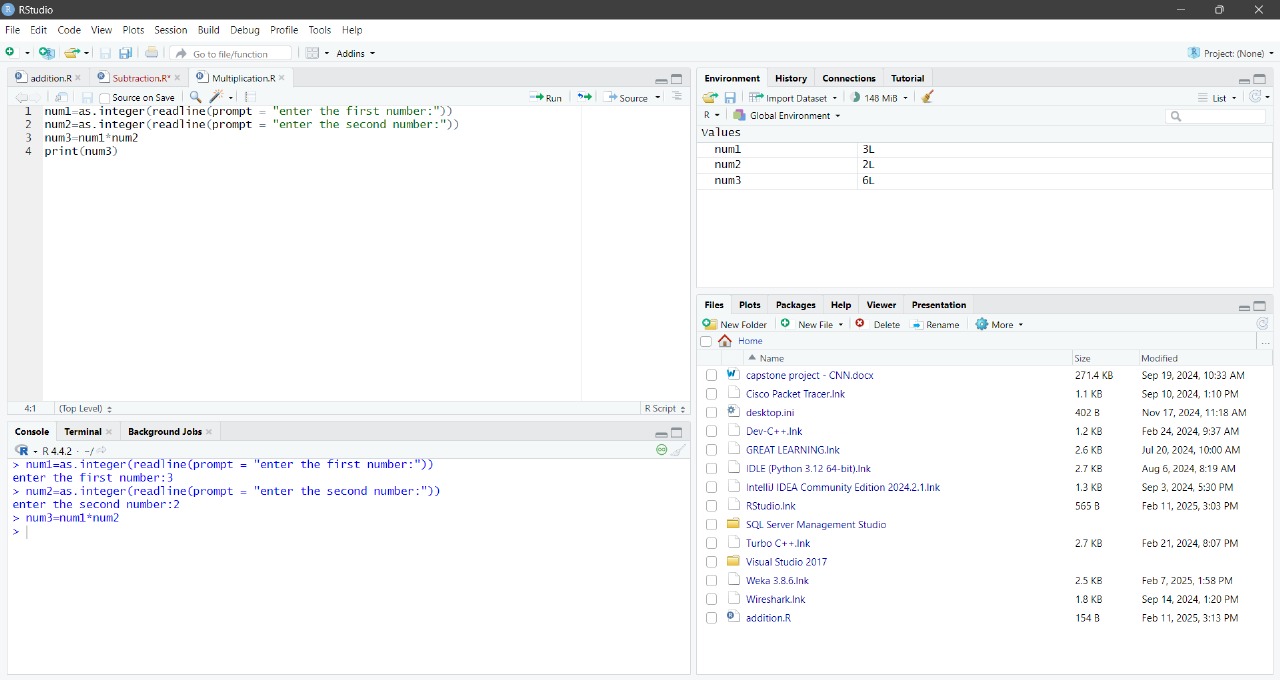 RStudio
File Edit Code View Plots Session Build Debug Profile Tools Help
Go to file/function Addins Project: (None)
addition.R Subtraction.R* Multiplication.R
Source on Save Run Source
1 num1=as.integer(readline(prompt = "enter the first number:"))
2 num2=as.integer(readline(prompt = "enter the second number:"))
3 num3=num1*num2
4 print(num3)
4:1 (Top Level) R Script
Console Terminal Background Jobs
R 4.4.2 · ~/
> num1=as.integer(readline(prompt = "enter the first number:"))
enter the first number:3
> num2=as.integer(readline(prompt = "enter the second number:"))
enter the second number:2
> num3=num1*num2
>
Environment History Connections Tutorial
Import Dataset 148 MiB List
R Global Environment
Values
num1 3L
num2 2L
num3 6L
Files Plots Packages Help Viewer Presentation
New Folder New File Delete Rename More
Home ...
Name Size Modified
capstone project - CNN.docx 271.4 KB Sep 19, 2024, 10:33 AM
Cisco Packet Tracer.lnk 1.1 KB Sep 10, 2024, 1:10 PM
desktop.ini 402 B Nov 17, 2024, 11:18 AM
Dev-C++.lnk 1.2 KB Feb 24, 2024, 9:37 AM
GREAT LEARNING.lnk 2.6 KB Jul 20, 2024, 10:00 AM
IDLE (Python 3.12 64-bit).lnk 2.7 KB Aug 6, 2024, 8:19 AM
IntelliJ IDEA Community Edition 2024.2.1.lnk 1.3 KB Sep 3, 2024, 5:30 PM
RStudio.lnk 565 B Feb 11, 2025, 3:03 PM
SQL Server Management Studio
Turbo C++.lnk 2.7 KB Feb 21, 2024, 8:07 PM
Visual Studio 2017
Weka 3.8.6.lnk 2.5 KB Feb 7, 2025, 1:58 PM
Wireshark.lnk 1.8 KB Sep 14, 2024, 1:20 PM
addition.R 154 B Feb 11, 2025, 3:13 PM